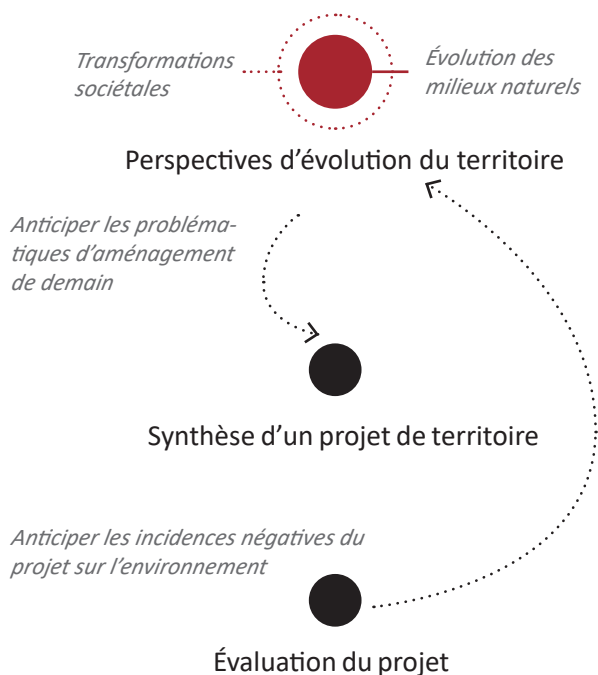 Transformations
sociétales
Évolution des
milieux naturels
Perspectives d’évolution du territoire
Anticiper les probléma-
tiques d’aménagement
de demain
Synthèse d’un projet de territoire
Anticiper les incidences négatives du
projet sur l’environnement
Évaluation du projet